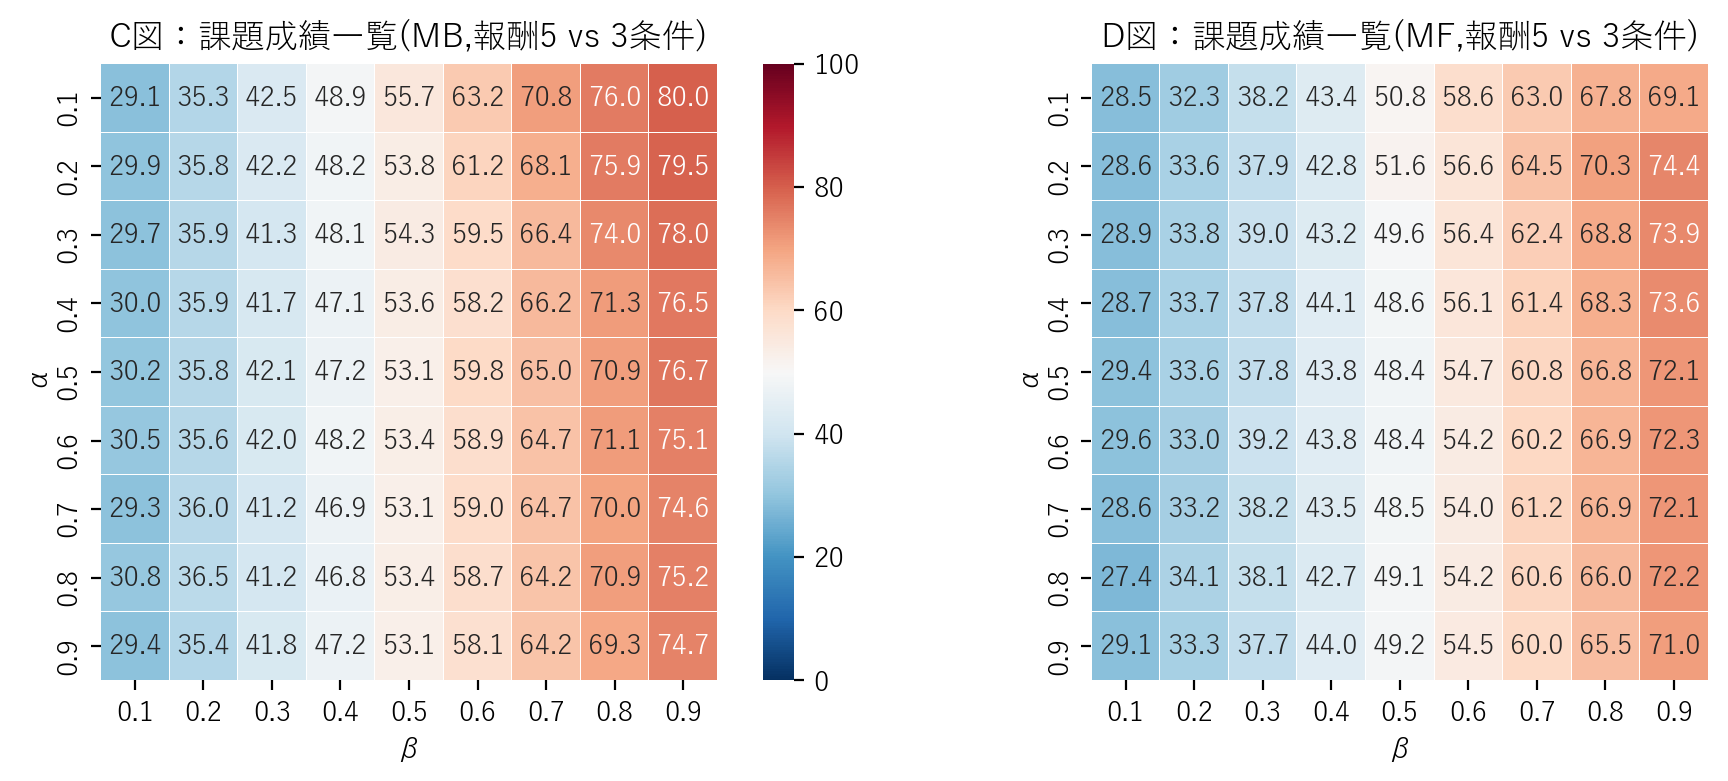 C図：課題成績一覧(MB,報酬5 vs 3条件)
α
0.1 29.1 35.3 42.5 48.9 55.7 63.2 70.8 76.0 80.0
0.2 29.9 35.8 42.2 48.2 53.8 61.2 68.1 75.9 79.5
0.3 29.7 35.9 41.3 48.1 54.3 59.5 66.4 74.0 78.0
0.4 30.0 35.9 41.7 47.1 53.6 58.2 66.2 71.3 76.5
0.5 30.2 35.8 42.1 47.2 53.1 59.8 65.0 70.9 76.7
0.6 30.5 35.6 42.0 48.2 53.4 58.9 64.7 71.1 75.1
0.7 29.3 36.0 41.2 46.9 53.1 59.0 64.7 70.0 74.6
0.8 30.8 36.5 41.2 46.8 53.4 58.7 64.2 70.9 75.2
0.9 29.4 35.4 41.8 47.2 53.1 58.1 64.2 69.3 74.7
0.1 0.2 0.3 0.4 0.5 0.6 0.7 0.8 0.9
β
100
80
60
40
20
0
D図：課題成績一覧(MF,報酬5 vs 3条件)
α
0.1 28.5 32.3 38.2 43.4 50.8 58.6 63.0 67.8 69.1
0.2 28.6 33.6 37.9 42.8 51.6 56.6 64.5 70.3 74.4
0.3 28.9 33.8 39.0 43.2 49.6 56.4 62.4 68.8 73.9
0.4 28.7 33.7 37.8 44.1 48.6 56.1 61.4 68.3 73.6
0.5 29.4 33.6 37.8 43.8 48.4 54.7 60.8 66.8 72.1
0.6 29.6 33.0 39.2 43.8 48.4 54.2 60.2 66.9 72.3
0.7 28.6 33.2 38.2 43.5 48.5 54.0 61.2 66.9 72.1
0.8 27.4 34.1 38.1 42.7 49.1 54.2 60.6 66.0 72.2
0.9 29.1 33.3 37.7 44.0 49.2 54.5 60.0 65.5 71.0
0.1 0.2 0.3 0.4 0.5 0.6 0.7 0.8 0.9
β